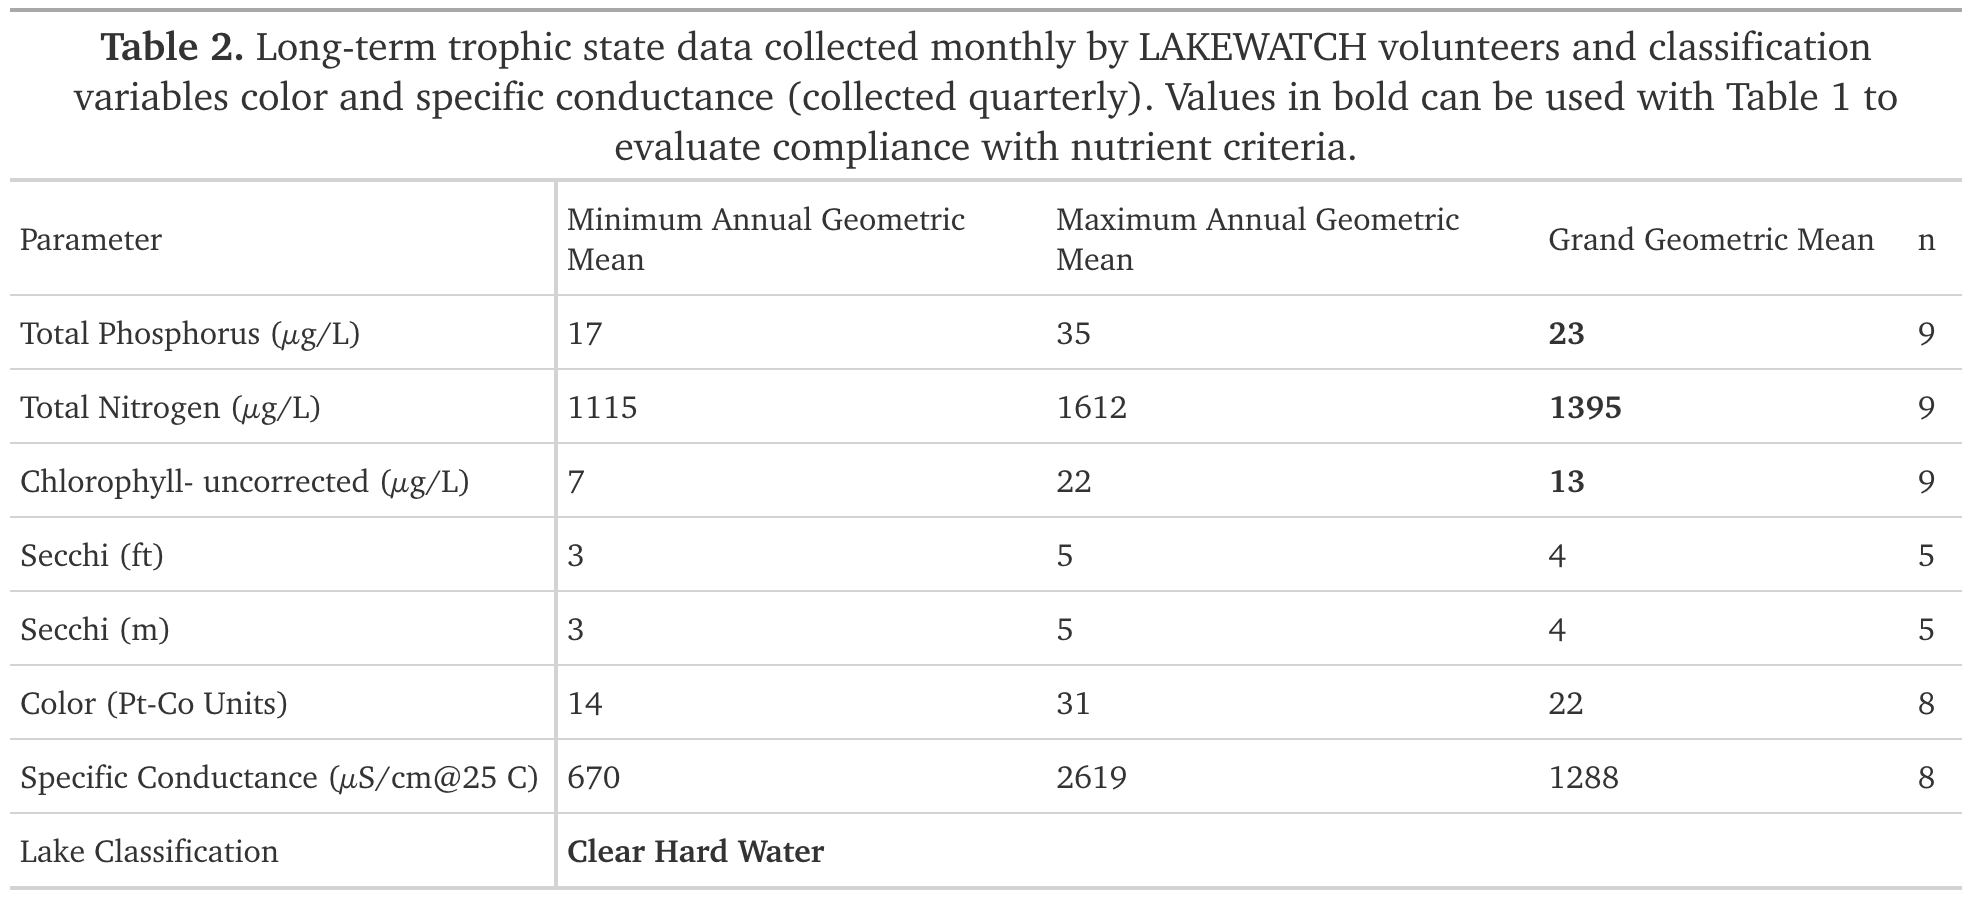 Table 2. Long-term trophic state data collected monthly by LAKEWATCH volunteers and classification
variables color and specific conductance (collected quarterly). Values in bold can be used with Table 1 to
evaluate compliance with nutrient criteria.
Parameter Minimum Annual Geometric Mean Maximum Annual Geometric Mean Grand Geometric Mean n
Total Phosphorus (µg/L) 17 35 23 9
Total Nitrogen (µg/L) 1115 1612 1395 9
Chlorophyll- uncorrected (µg/L) 7 22 13 9
Secchi (ft) 3 5 4 5
Secchi (m) 3 5 4 5
Color (Pt-Co Units) 14 31 22 8
Specific Conductance (µS/cm@25 C) 670 2619 1288 8
Lake Classification Clear Hard Water